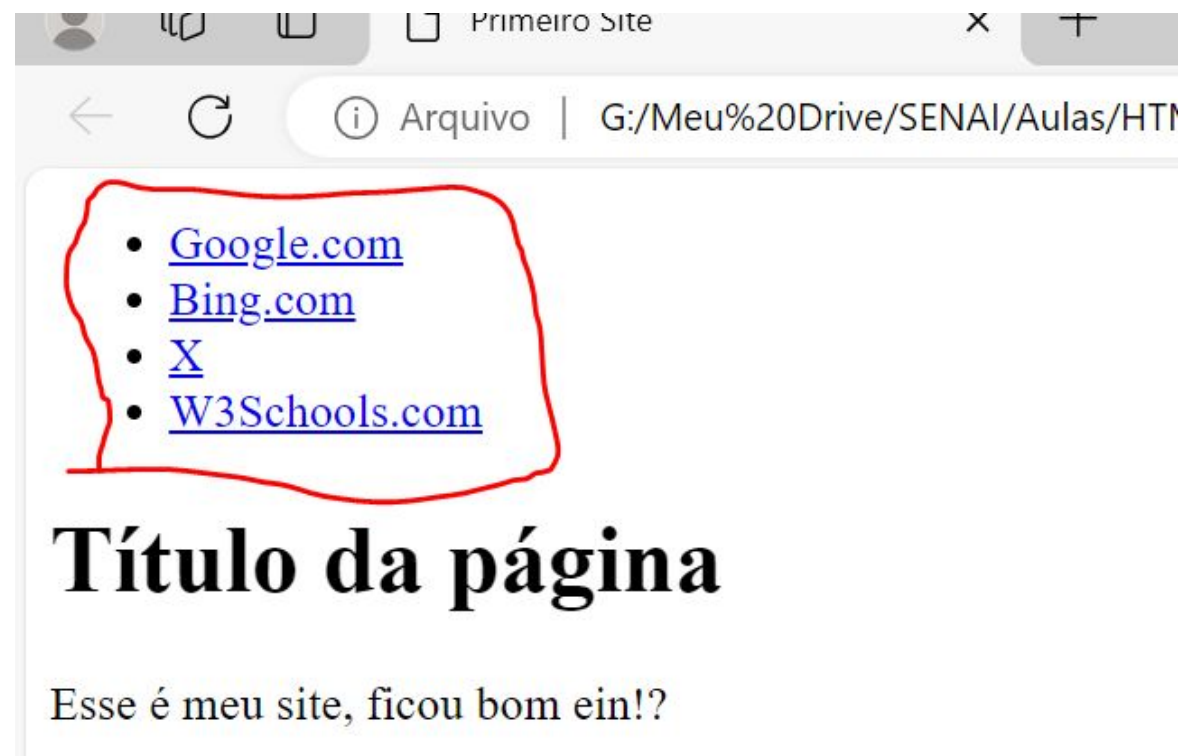 Primeiro Site
Arquivo | G:/Meu%20Drive/SENAI/Aulas/HTM
Google.com
Bing.com
X
W3Schools.com
Título da página
Esse é meu site, ficou bom ein!?